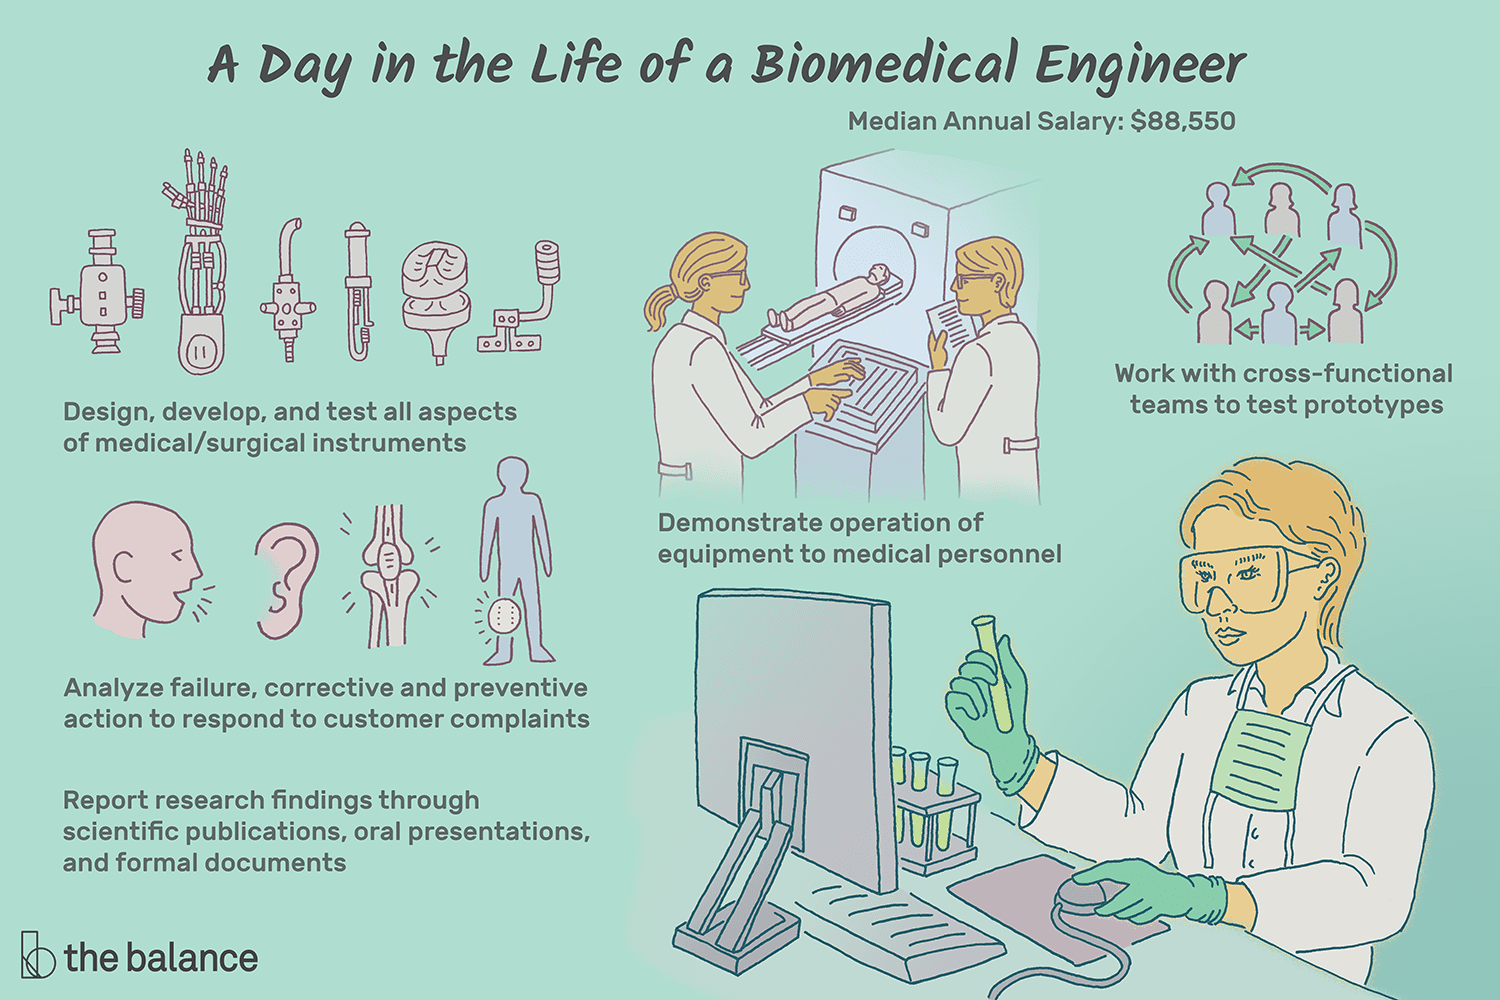 A Day in the Life of a Biomedical Engineer
Median Annual Salary: $88,550
Design, develop, and test all aspects
of medical/surgical instruments
Demonstrate operation of
equipment to medical personnel
Work with cross-functional
teams to test prototypes
Analyze failure, corrective and preventive
action to respond to customer complaints
Report research findings through
scientific publications, oral presentations,
and formal documents
the balance